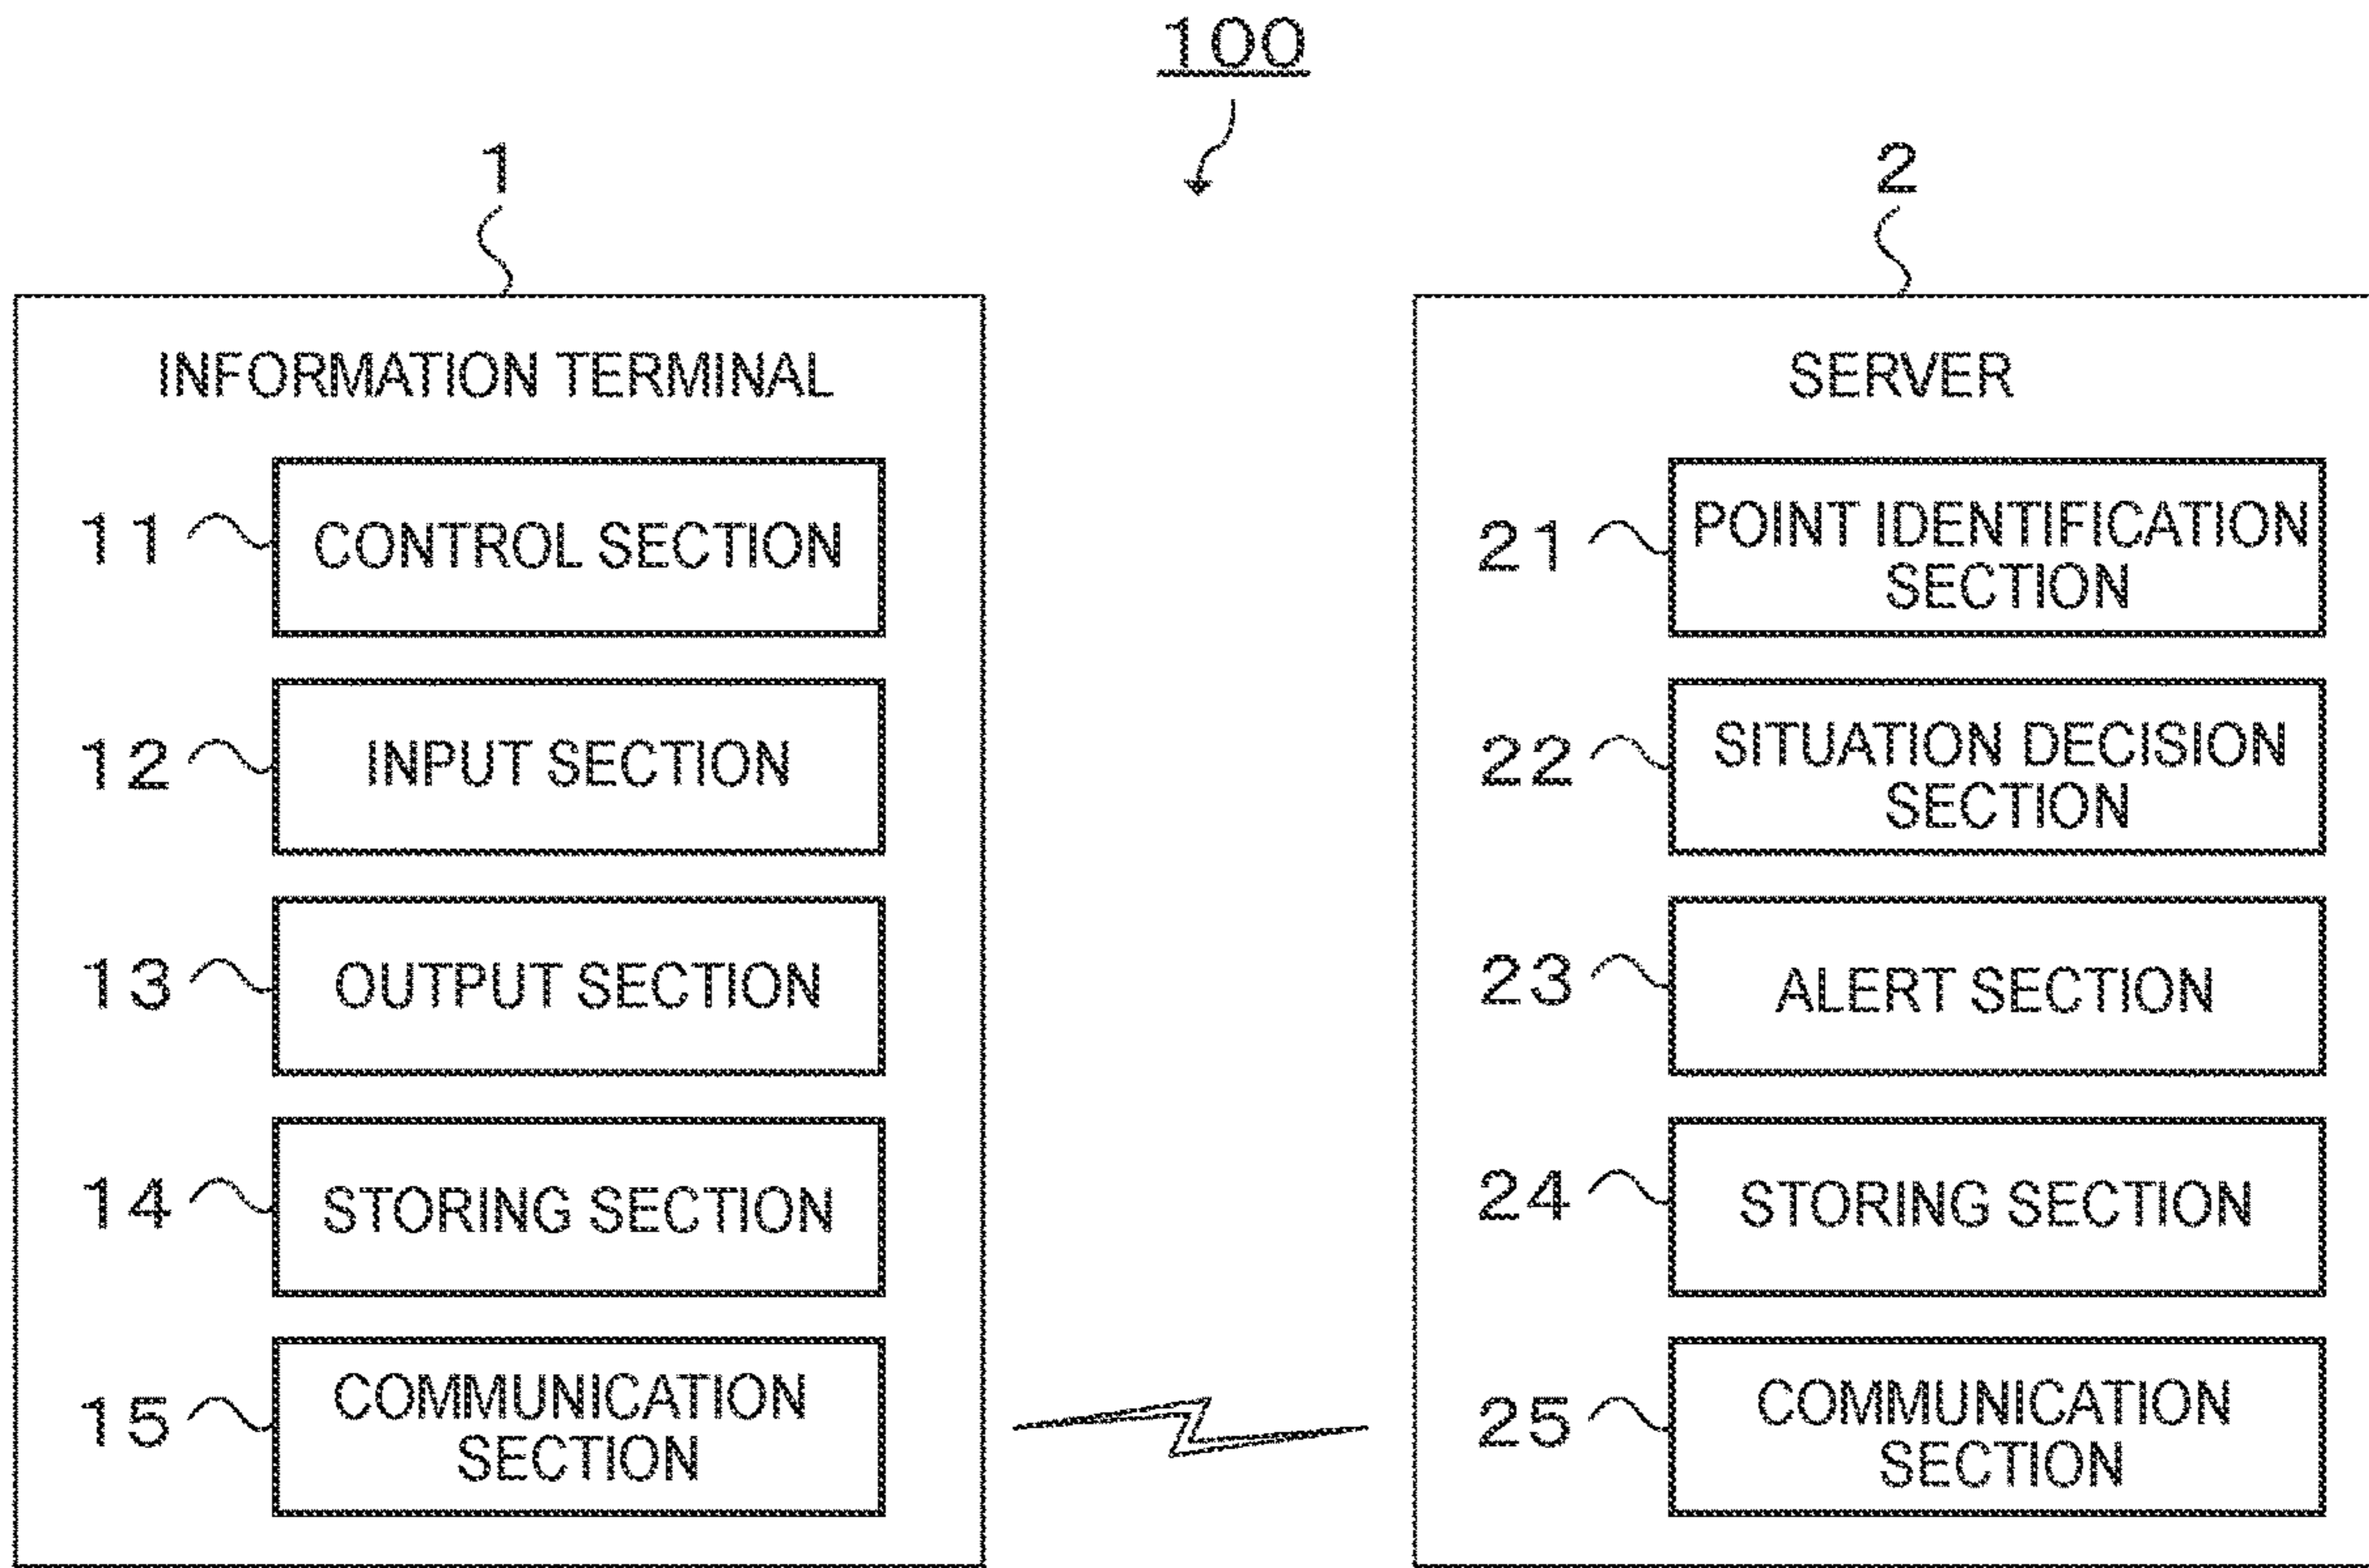 100
1
2
INFORMATION TERMINAL
11
CONTROL SECTION
12
INPUT SECTION
13
OUTPUT SECTION
14
STORING SECTION
15
COMMUNICATION
SECTION
SERVER
21
POINT IDENTIFICATION
SECTION
22
SITUATION DECISION
SECTION
23
ALERT SECTION
24
STORING SECTION
25
COMMUNICATION
SECTION